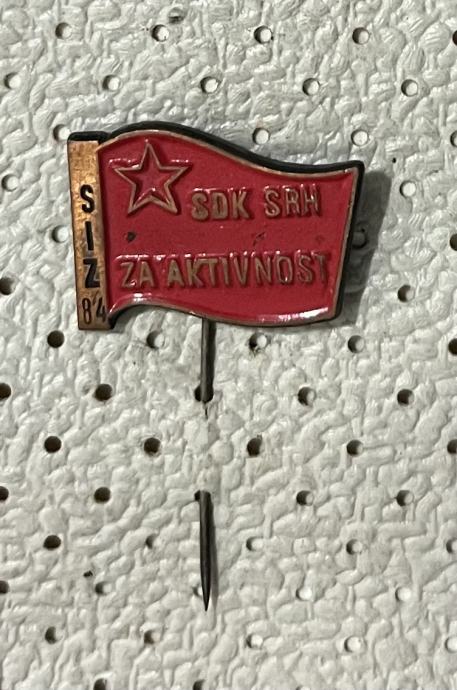 SIZ
84
SDK SRH
ZA AKTIVNOST